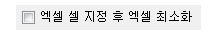 엑셀 셀 지정 후 엑셀 최소화